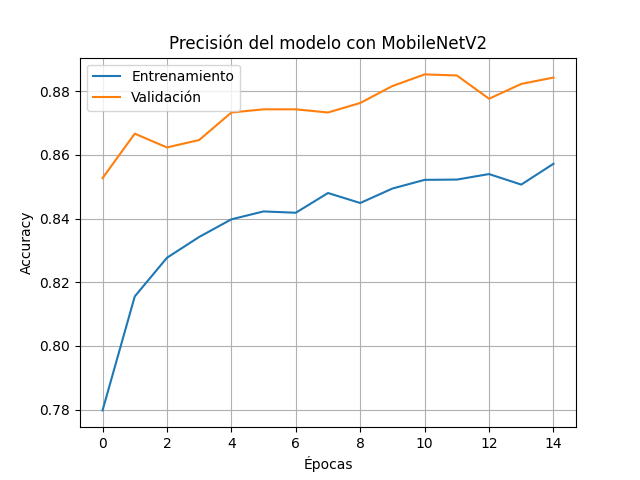 Precisión del modelo con MobileNetV2
Entrenamiento
Validación
Accuracy
0.88
0.86
0.84
0.82
0.80
0.78
0 2 4 6 8 10 12 14
Épocas